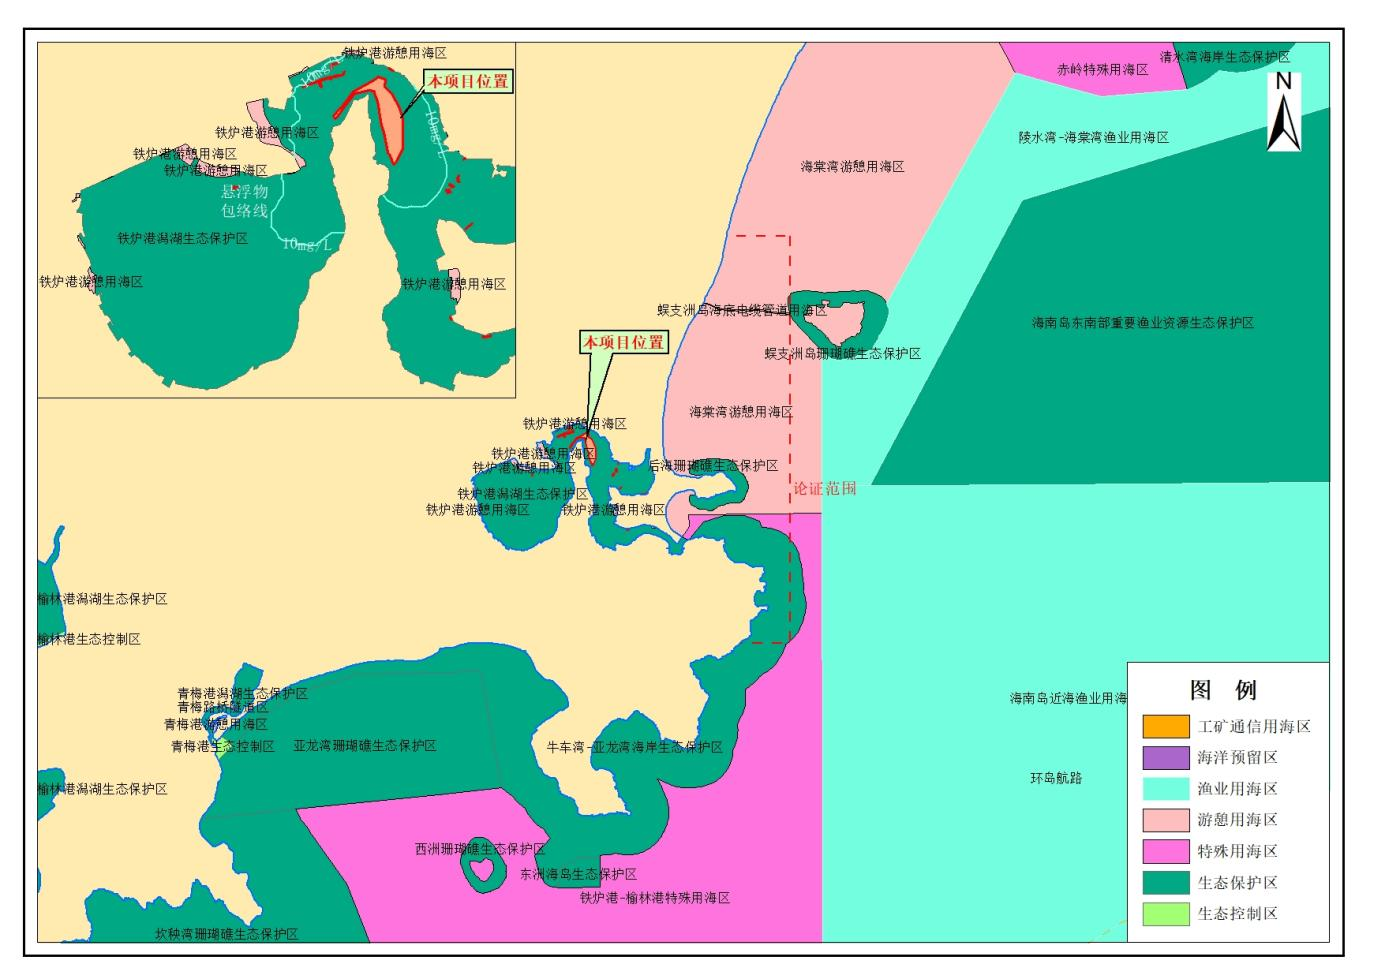 铁炉港游憩用海区
本项目位置
10mg/L
10mg/L
铁炉港游憩用海区
铁炉港游憩用海区
铁炉港游憩用海区
悬浮物
包络线
铁炉港潟湖生态保护区
10mg/L
铁炉港游憩用海区
铁炉港游憩用海区
清水湾海岸生态保护区
赤岭特殊用海区
N
陵水湾-海棠湾渔业用海区
海棠湾游憩用海区
蜈支洲岛海底电缆管道用海区
海南岛东南部重要渔业资源生态保护区
蜈支洲岛珊瑚礁生态保护区
本项目位置
海棠湾游憩用海区
铁炉港游憩用海区
铁炉港游憩用海区
铁炉港游憩用海区
后海珊瑚礁生态保护区
论证范围
铁炉港潟湖生态保护区
铁炉港游憩用海区
铁炉港游憩用海区
榆林港潟湖生态保护区
榆林港生态控制区
青梅港潟湖生态保护区
青梅路桥隧道区
青梅港游憩用海区
青梅港生态控制区
亚龙湾珊瑚礁生态保护区
牛车湾-亚龙湾海岸生态保护区
海南岛近海渔业用海
环岛航路
榆林港潟湖生态保护区
西洲珊瑚礁生态保护区
东洲海岛生态保护区
铁炉港-榆林港特殊用海区
坎秧湾珊瑚礁生态保护区
图 例
工矿通信用海区
海洋预留区
渔业用海区
游憩用海区
特殊用海区
生态保护区
生态控制区